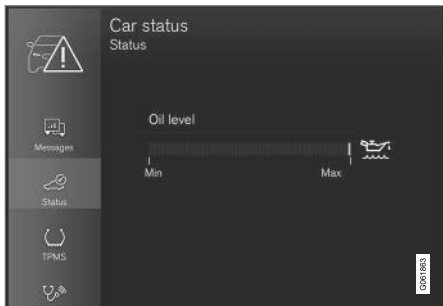 Car status
Status
Oil level
Min Max
Messages
Status
TPMS
G061863